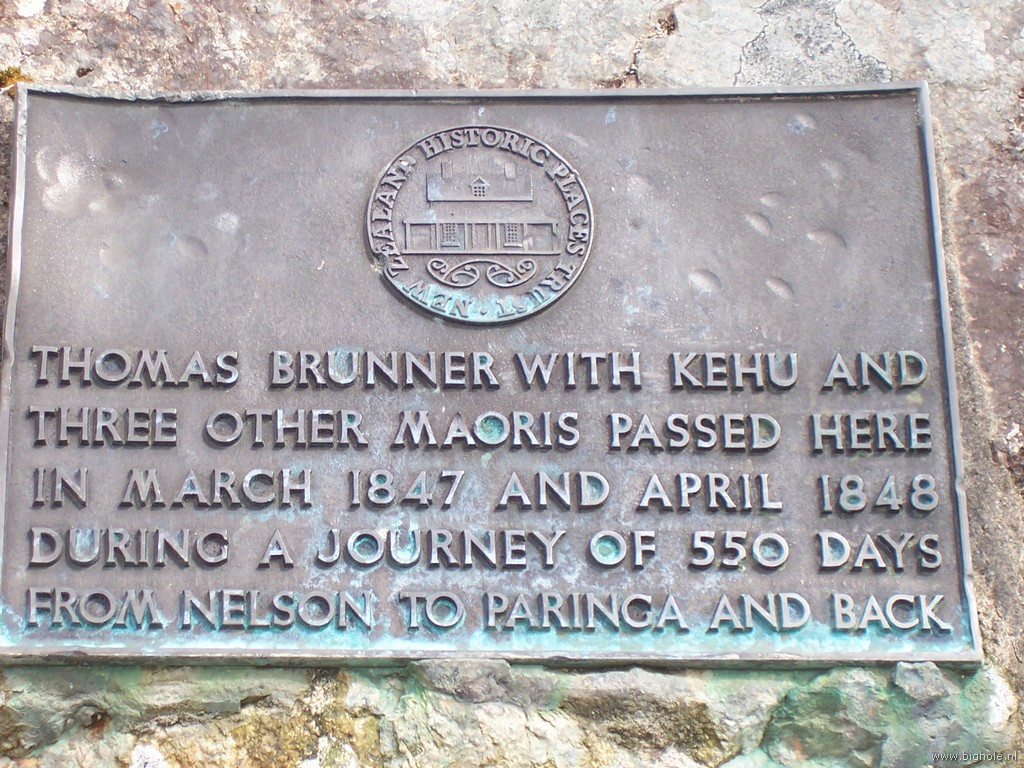 NEW ZEALAND HISTORIC PLACES TRUST
THOMAS BRUNNER WITH KEHU AND
THREE OTHER MAORIS PASSED HERE
IN MARCH 1847 AND APRIL 1848
DURING A JOURNEY OF 550 DAYS
FROM NELSON TO PARINGA AND BACK
www.bighole.nl